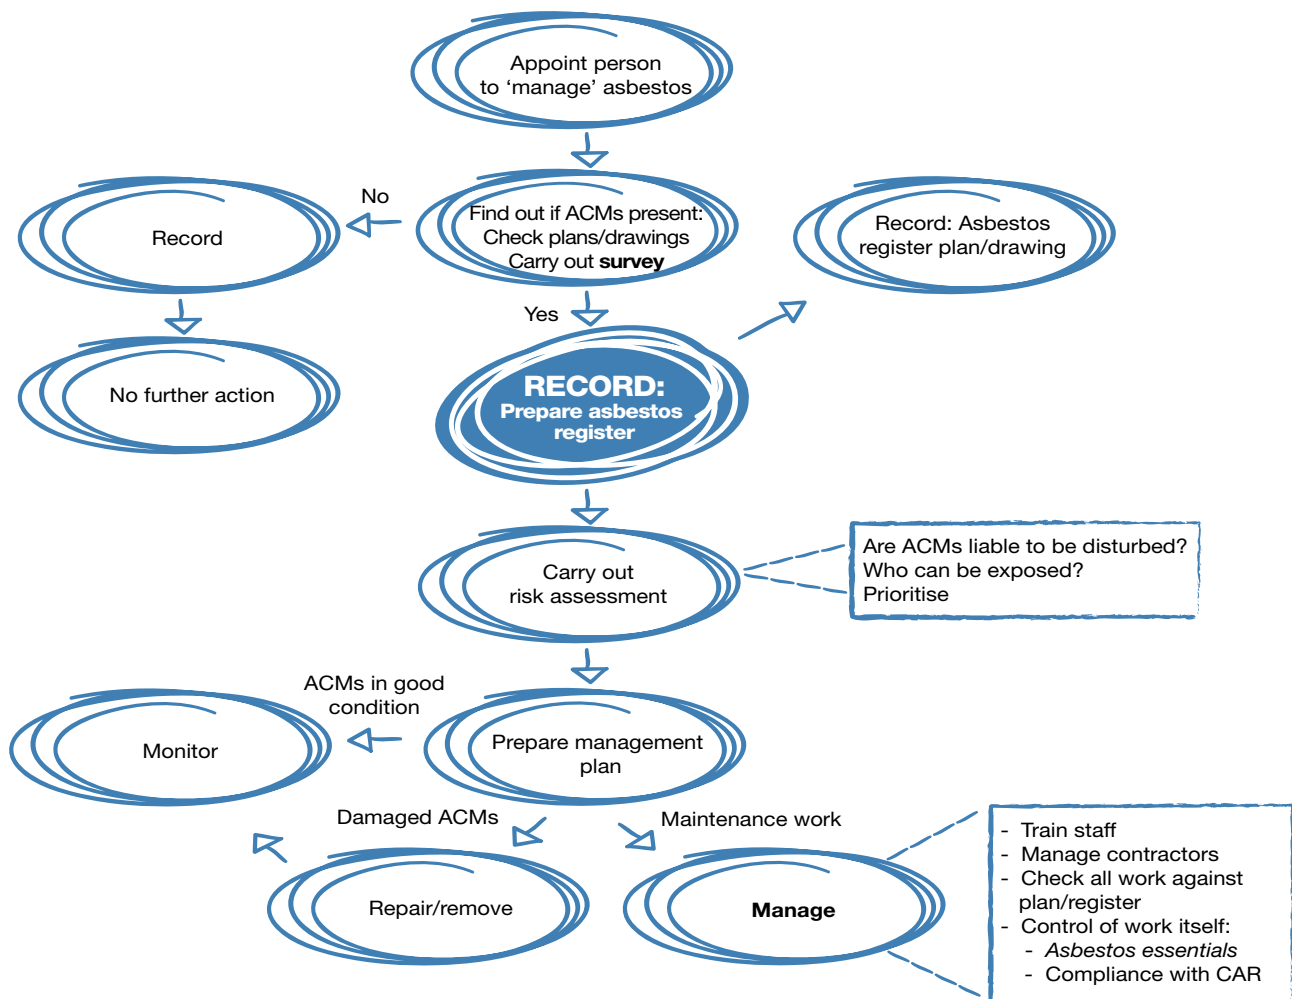 Appoint person
to ‘manage’ asbestos
No
Find out if ACMs present:
Check plans/drawings
Carry out survey
Record
Record: Asbestos
register plan/drawing
Yes
No further action
RECORD:
Prepare asbestos
register
Carry out
risk assessment
Are ACMs liable to be disturbed?
Who can be exposed?
Prioritise
ACMs in good
condition
Monitor
Prepare management
plan
Damaged ACMs
Maintenance work
Repair/remove
Manage
- Train staff
- Manage contractors
- Check all work against
plan/register
- Control of work itself:
- Asbestos essentials
- Compliance with CAR